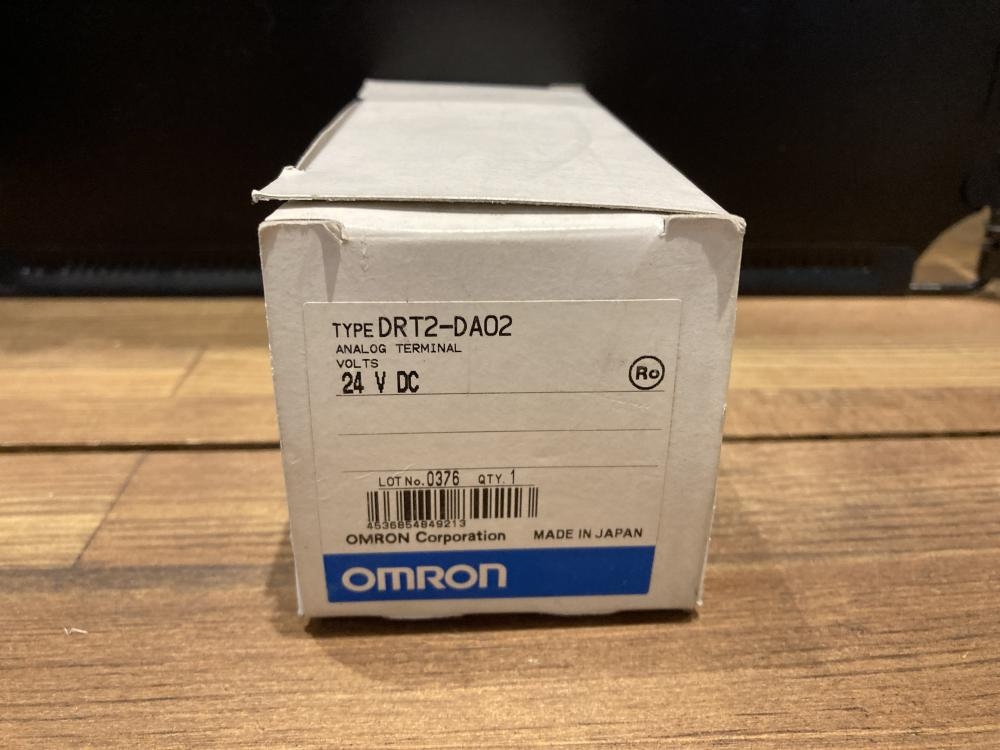 TYPE DRT2-DA02
ANALOG TERMINAL
VOLTS
24 V DC
Ro
LOT No. 0376 QTY. 1
4536854849213
OMRON Corporation MADE IN JAPAN
OMRON